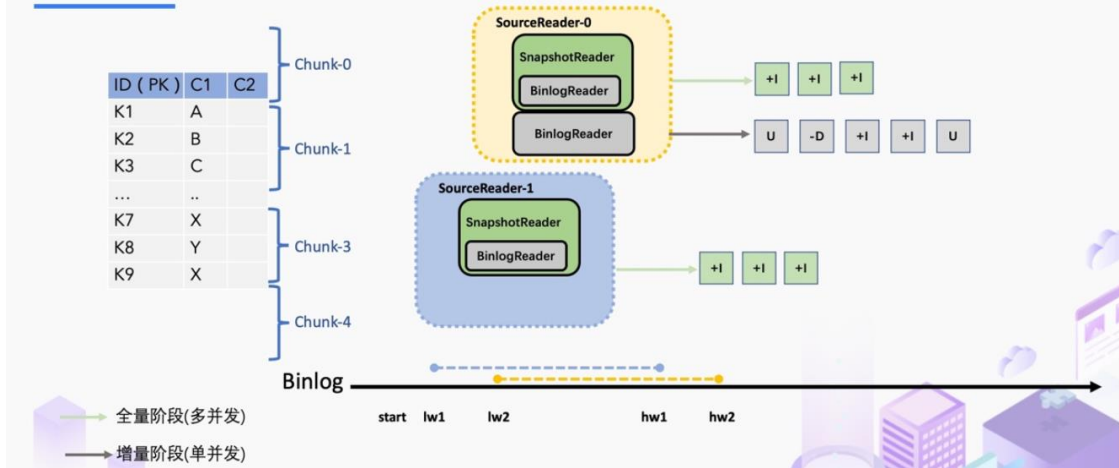 SourceReader-0
SnapshotReader
BinlogReader
BinlogReader
+I +I +I
U -D +I +I U
Chunk-0
Chunk-1
Chunk-3
Chunk-4
ID ( PK ) C1 C2
K1 A
K2 B
K3 C
... ..
K7 X
K8 Y
K9 X
SourceReader-1
SnapshotReader
BinlogReader
+I +I +I
Binlog
start lw1 lw2 hw1 hw2
全量阶段(多并发)
增量阶段(单并发)